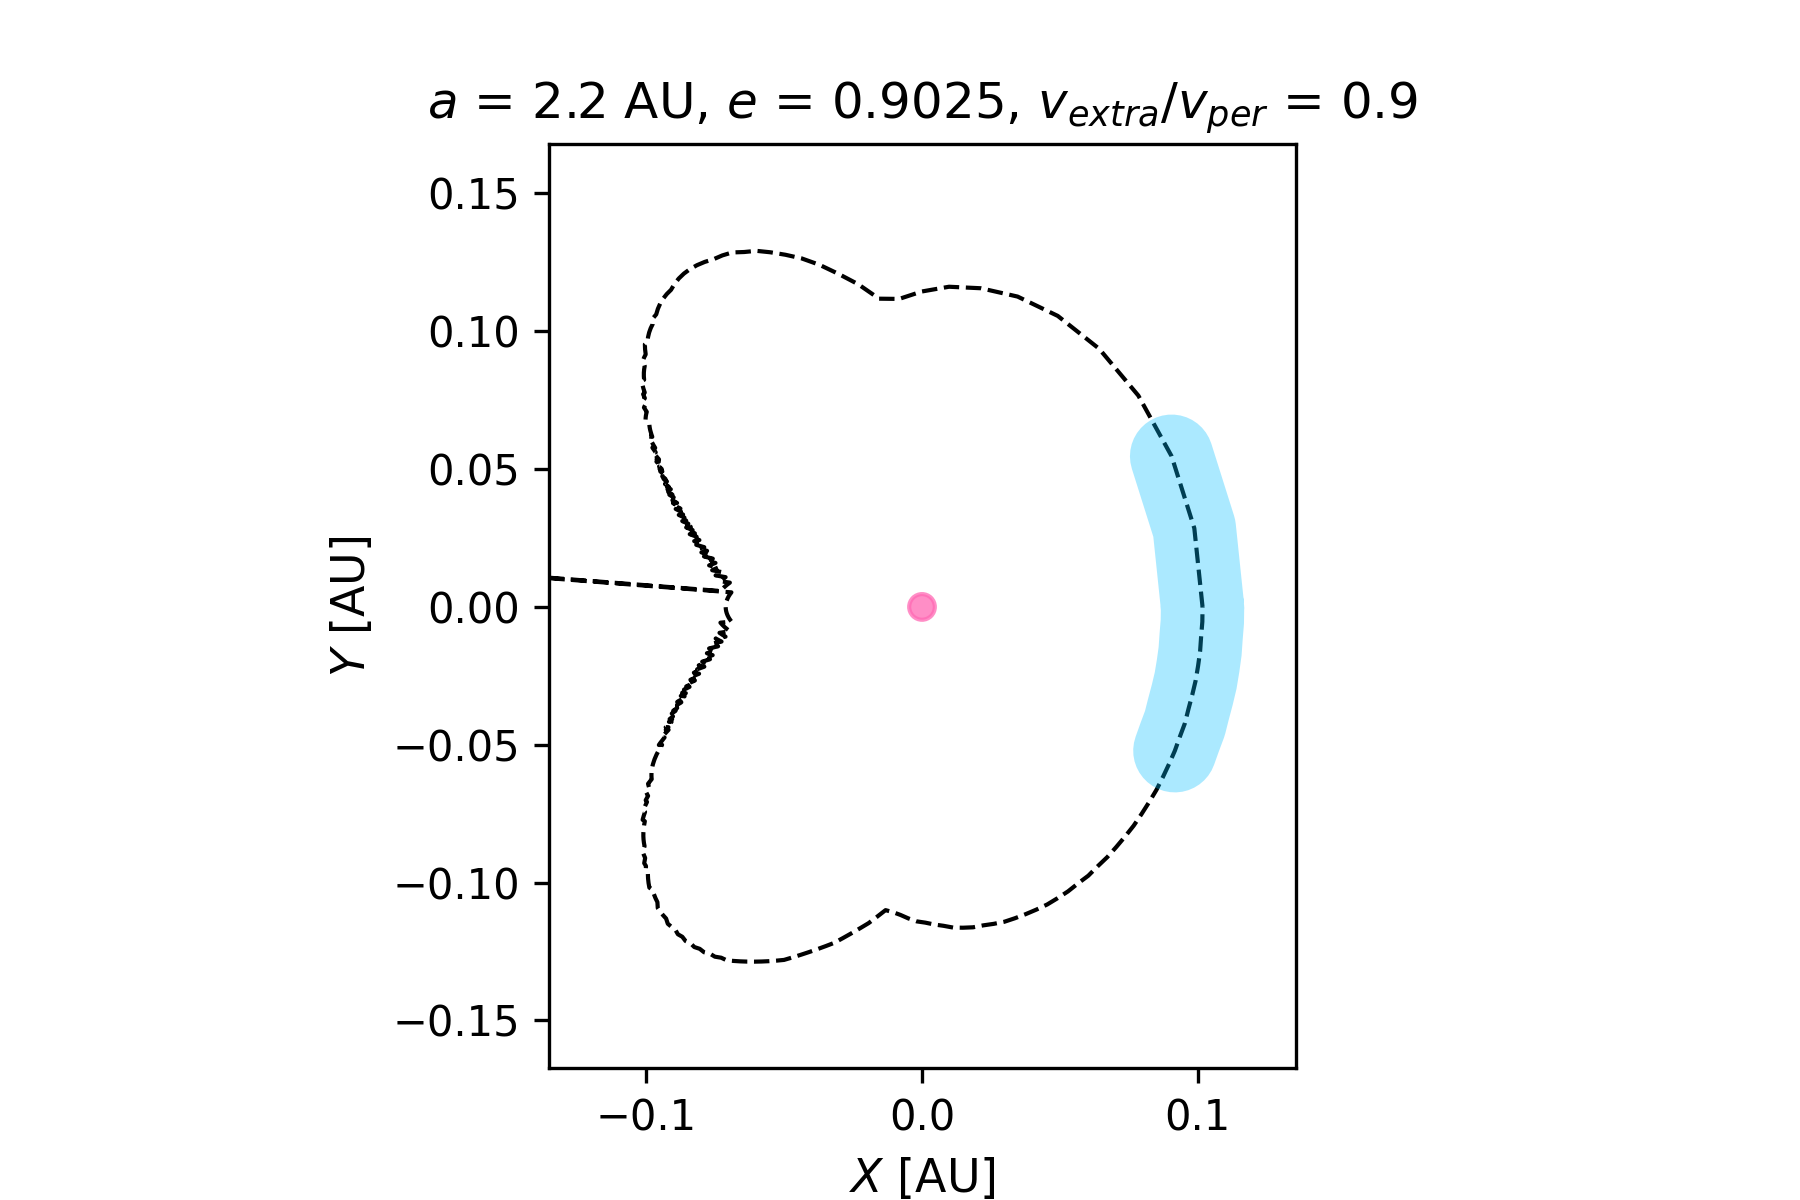 a = 2.2 AU, e = 0.9025, v_extra/v_per = 0.9
0.15
0.10
0.05
0.00
−0.05
−0.10
−0.15
Y [AU]
−0.1 0.0 0.1
X [AU]